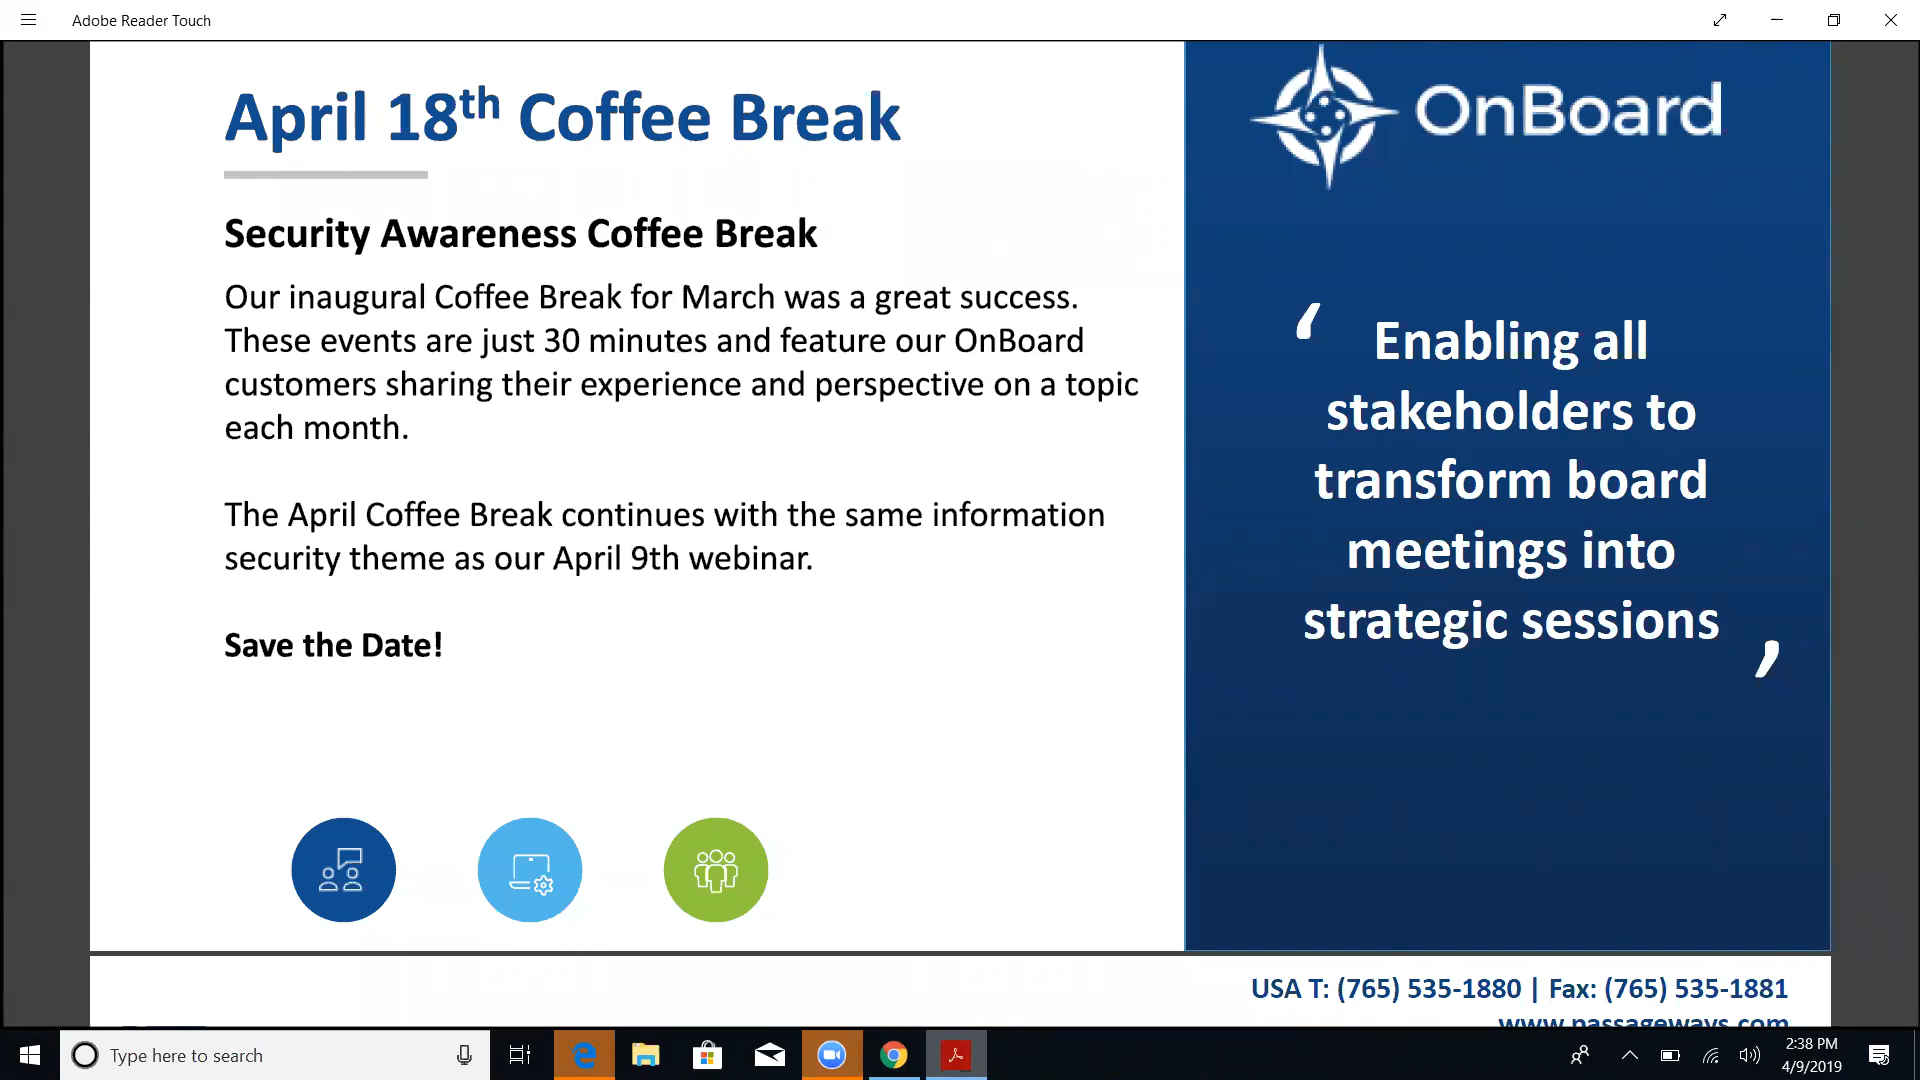 Adobe Reader Touch
April 18th Coffee Break
Security Awareness Coffee Break
Our inaugural Coffee Break for March was a great success.
These events are just 30 minutes and feature our OnBoard
customers sharing their experience and perspective on a topic
each month.
The April Coffee Break continues with the same information
security theme as our April 9th webinar.
Save the Date!
OnBoard
‘ Enabling all
stakeholders to
transform board
meetings into
strategic sessions ’
USA T: (765) 535-1880 | Fax: (765) 535-1881
www.passageways.com
Type here to search
2:38 PM
4/9/2019